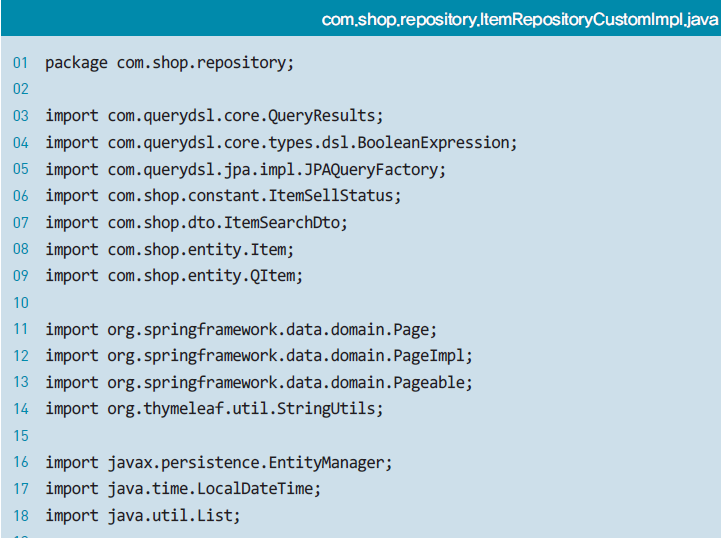 com.shop.repository.ItemRepositoryCustomImpl.java
01 package com.shop.repository;
02
03 import com.querydsl.core.QueryResults;
04 import com.querydsl.core.types.dsl.BooleanExpression;
05 import com.querydsl.jpa.impl.JPAQueryFactory;
06 import com.shop.constant.ItemSellStatus;
07 import com.shop.dto.ItemSearchDto;
08 import com.shop.entity.Item;
09 import com.shop.entity.QItem;
10
11 import org.springframework.data.domain.Page;
12 import org.springframework.data.domain.PageImpl;
13 import org.springframework.data.domain.Pageable;
14 import org.thymeleaf.util.StringUtils;
15
16 import javax.persistence.EntityManager;
17 import java.time.LocalDateTime;
18 import java.util.List;